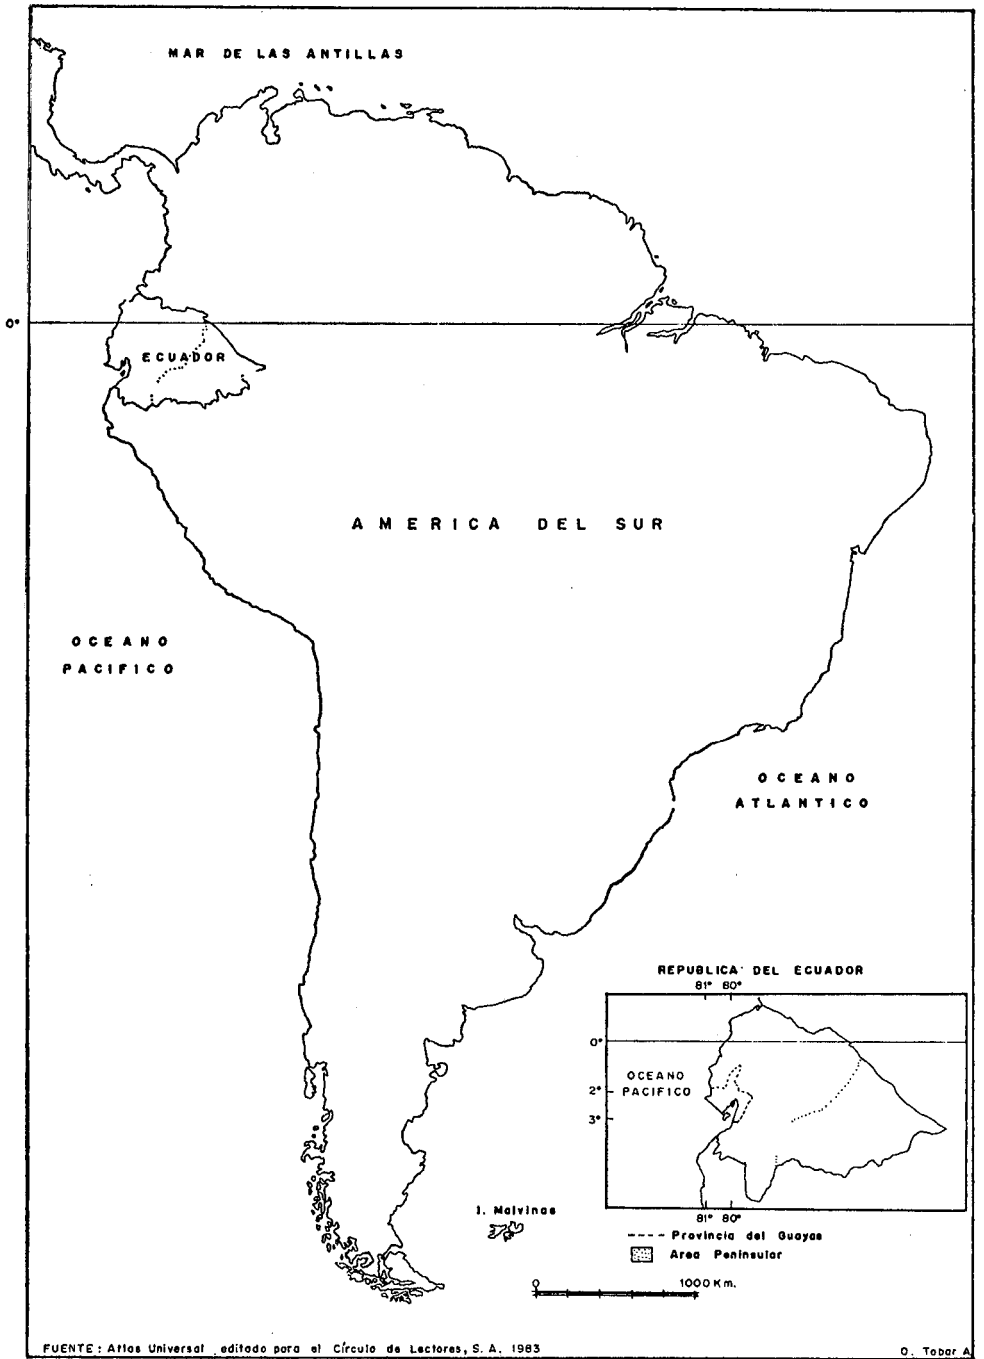 MAR DE LAS ANTILLAS
0°
ECUADOR
AMERICA DEL SUR
OCEANO
PACIFICO
OCEANO
ATLANTICO
REPUBLICA DEL ECUADOR
81° 80°
0°
OCEANO
PACIFICO
2°
3°
81° 80°
I. Malvinas
Provincia del Guayas
Area Peninsular
0 1000 Km.
FUENTE: Atlas Universal editado para el Círculo de Lectores, S.A. 1983
O. Tobar A